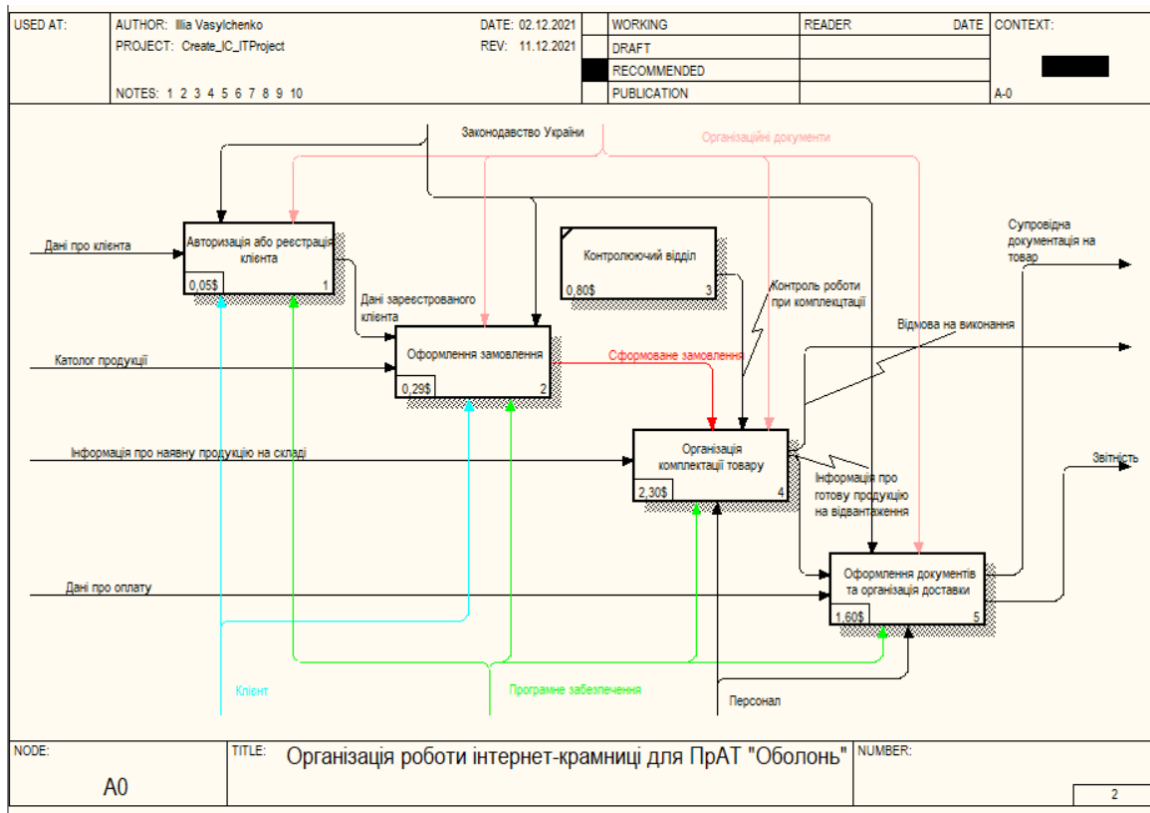 USED AT:
AUTHOR: Illia Vasylchenko
DATE: 02.12.2021
PROJECT: Create_IC_ITProject
REV: 11.12.2021
NOTES: 1 2 3 4 5 6 7 8 9 10
WORKING
DRAFT
RECOMMENDED
PUBLICATION
READER
DATE
CONTEXT:
A-0
Законодавство України
Організаційні документи
Дані про клієнта
Авторизація або реєстрація
клієнта
0,05$
1
Контролюючий відділ
0,80$
3
Супровідна
документація на
товар
Дані зареєстрованого
клієнта
Контроль роботи
при комплекцтації
Відмова на виконання
Католог продукції
Оформлення замовлення
0,29$
2
Сформоване замовлення
Інформація про наявну продукцію на складі
Організація
комплектації товару
2,30$
4
Інформація про
готову продукцію
на відвантаження
Звітність
Дані про оплату
Оформлення документів
та організація доставки
1,60$
5
Клієнт
Програмне забезпечення
Персонал
NODE:
A0
TITLE:
Організація роботи інтернет-крамниці для ПрАТ "Оболонь"
NUMBER:
2